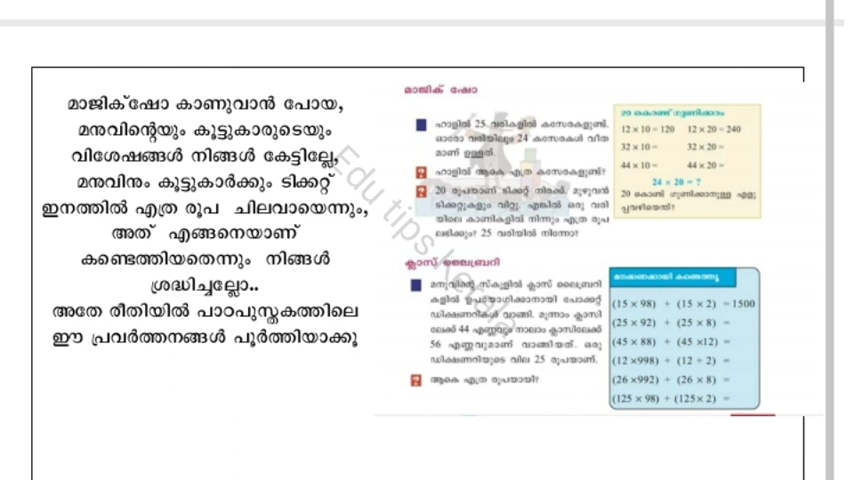 മാജിക്ഷോ കാണുവാൻ പോയ,
മനുവിന്റെയും കൂട്ടുകാരുടെയും
വിശേഷങ്ങൾ നിങ്ങൾ കേട്ടില്ലേ,
മനുവിനും കൂട്ടുകാർക്കും ടിക്കറ്റ്
ഇനത്തിൽ എത്ര രൂപ ചിലവായെന്നും,
അത് എങ്ങനെയാണ്
കണ്ടെത്തിയതെന്നും നിങ്ങൾ
ശ്രദ്ധിച്ചല്ലോ..
അതേ രീതിയിൽ പാഠപുസ്തകത്തിലെ
ഈ പ്രവർത്തനങ്ങൾ പൂർത്തിയാക്കൂ
മാജിക് ഷോ
ഹാളിൽ 25 വരികളിൽ കസേരകളുണ്ട്.
ഓരോ വരിയിലും 24 കസേരകൾ വീത
മാണ് ഉള്ളത്.
ഹാളിൽ ആകെ എത്ര കസേരകളുണ്ട്?
20 രൂപയാണ് ടിക്കറ്റ് നിരക്ക്. മുഴുവൻ
ടിക്കറ്റുകളും വിറ്റു. എങ്കിൽ ഒരു വരി
യിലെ കാണികളിൽ നിന്നും എത്ര രൂപ
ലഭിക്കും? 25 വരിയിൽ നിന്നോ?
20 കൊണ്ട് ഗുണിക്കാം
12 × 10 = 120 12 × 20 = 240
32 × 10 = 32 × 20 =
44 × 10 = 44 × 20 =
24 × 20 = ?
20 കൊണ്ട് ഗുണിക്കാനുള്ള എളു
പ്പവഴിയെന്ത്?
ക്ലാസ് ലൈബ്രറി
മനുവിന്റെ സ്കൂളിൽ ക്ലാസ് ലൈബ്രറി
കളിൽ ഉപയോഗിക്കാനായി പോക്കറ്റ്
ഡിക്ഷണറികൾ വാങ്ങി. മൂന്നാം ക്ലാസി
ലേക്ക് 44 എണ്ണവും നാലാം ക്ലാസിലേക്ക്
56 എണ്ണവുമാണ് വാങ്ങിയത്. ഒരു
ഡിക്ഷണറിയുടെ വില 25 രൂപയാണ്.
ആകെ എത്ര രൂപയായി?
മനക്കണക്കായി കണ്ടെത്തൂ
(15 × 98) + (15 × 2) = 1500
(25 × 92) + (25 × 8) =
(45 × 88) + (45 ×12) =
(12 ×998) + (12 ÷ 2) =
(26 ×992) + (26 × 8) =
(125 × 98) + (125 × 2) =
Edu tips Kerala